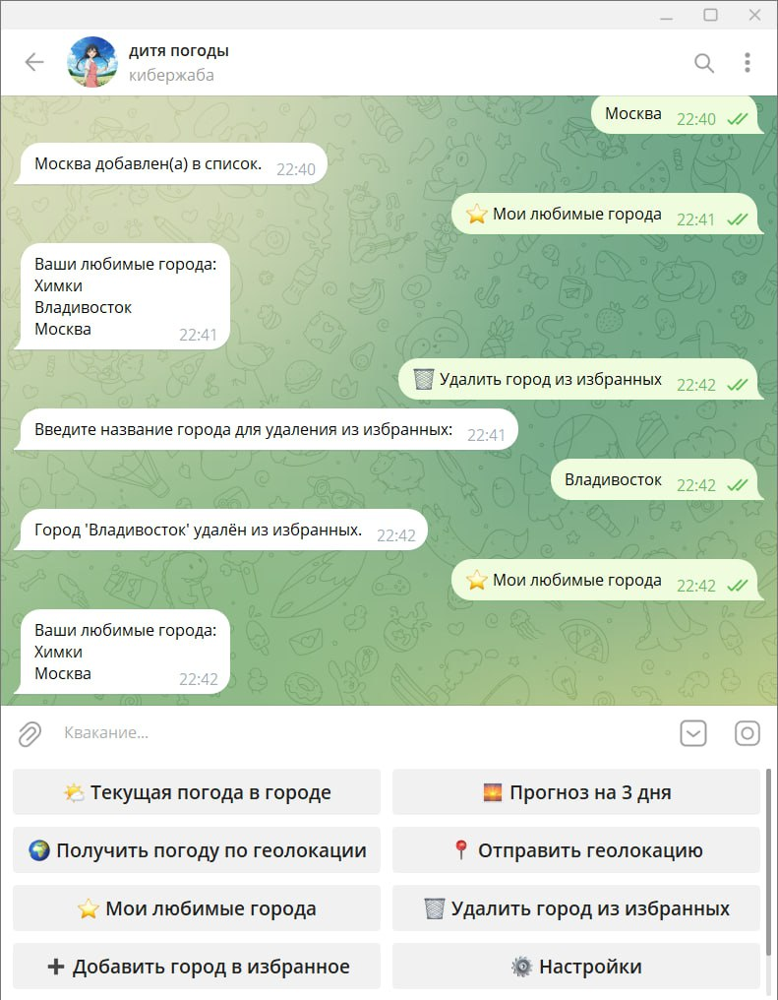 дитя погоды
кибержаба
Москва 22:40
Москва добавлен(а) в список. 22:40
⭐ Мои любимые города 22:41
Ваши любимые города:
Химки
Владивосток
Москва 22:41
🗑 Удалить город из избранных 22:42
Введите название города для удаления из избранных: 22:41
Владивосток 22:42
Город 'Владивосток' удалён из избранных. 22:42
⭐ Мои любимые города 22:42
Ваши любимые города:
Химки
Москва 22:42
Квакание...
🌤 Текущая погода в городе
🌅 Прогноз на 3 дня
🌍 Получить погоду по геолокации
📍 Отправить геолокацию
⭐ Мои любимые города
🗑 Удалить город из избранных
➕ Добавить город в избранное
⚙ Настройки